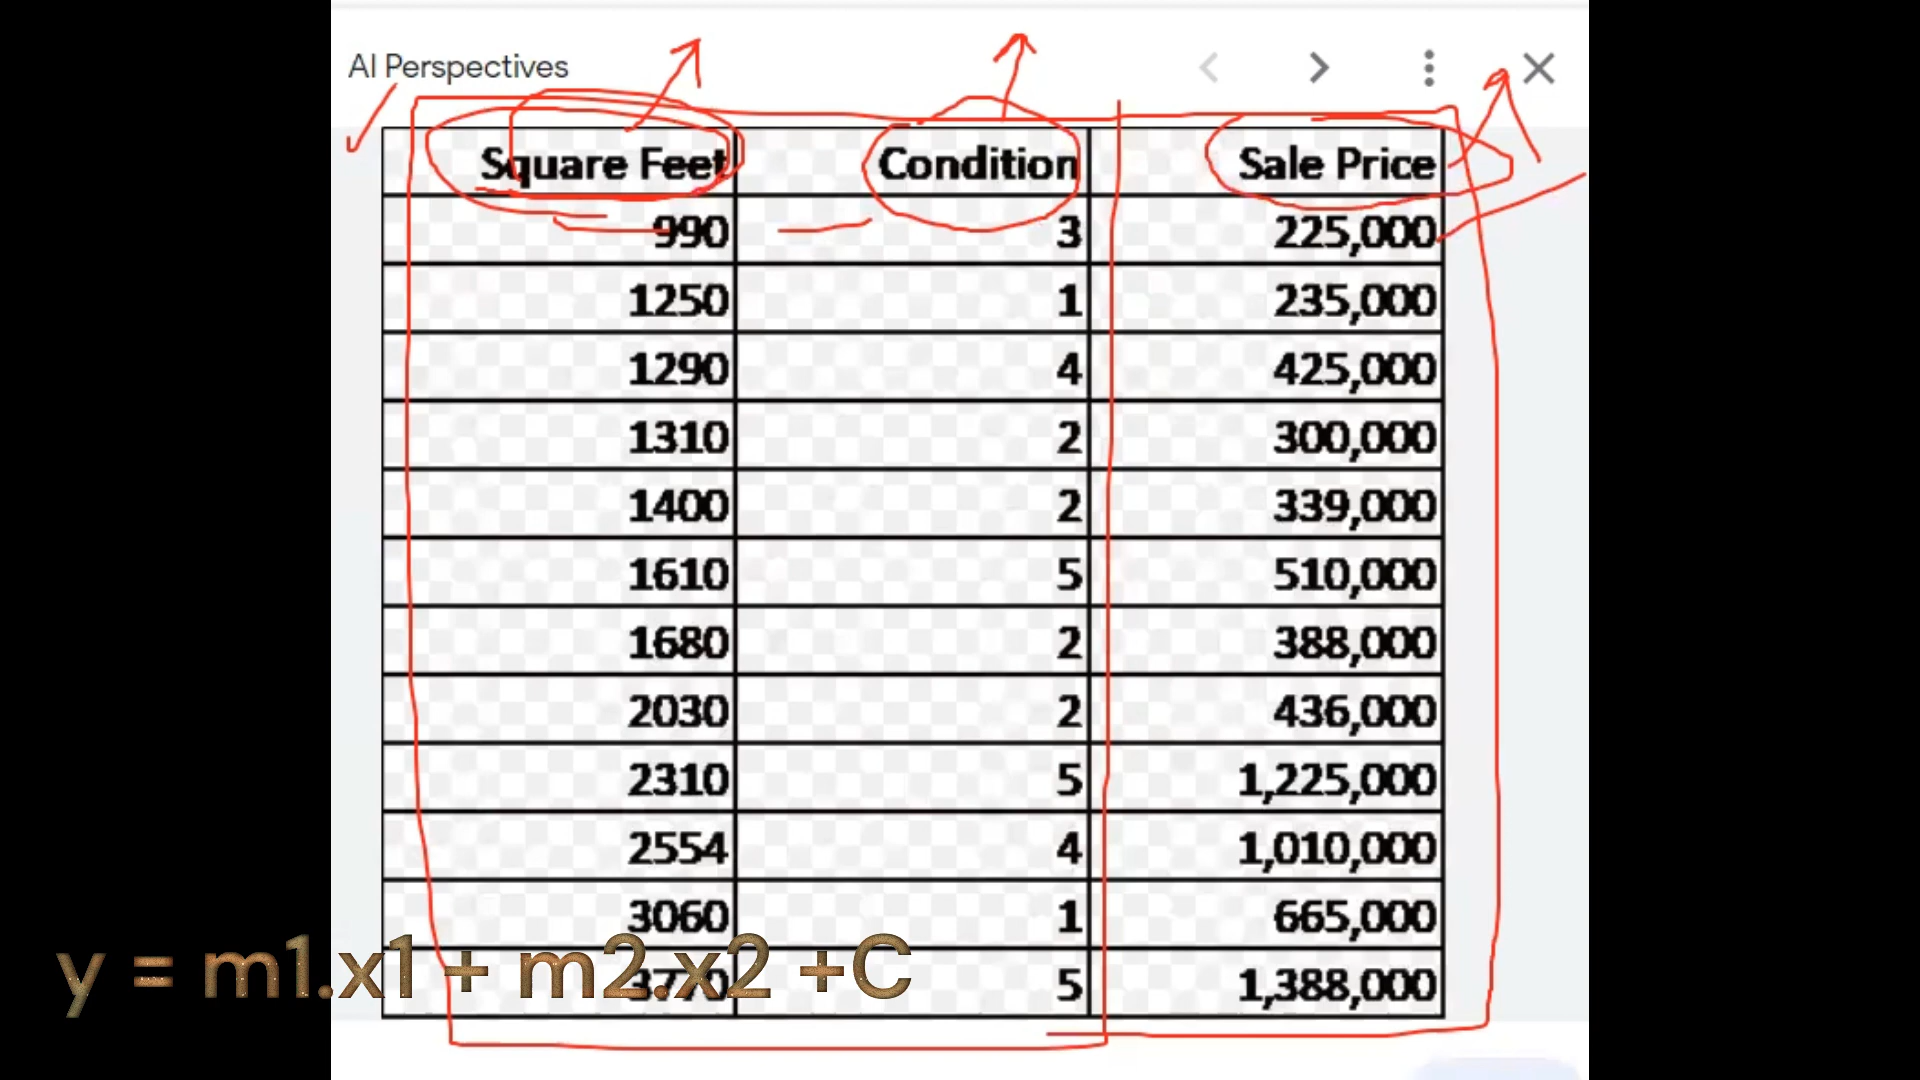 AI Perspectives
Square Feet Condition Sale Price
990 3 225,000
1250 1 235,000
1290 4 425,000
1310 2 300,000
1400 2 339,000
1610 5 510,000
1680 2 388,000
2030 2 436,000
2310 5 1,225,000
2554 4 1,010,000
3060 1 665,000
3770 5 1,388,000
y = m1.x1 + m2.x2 +C